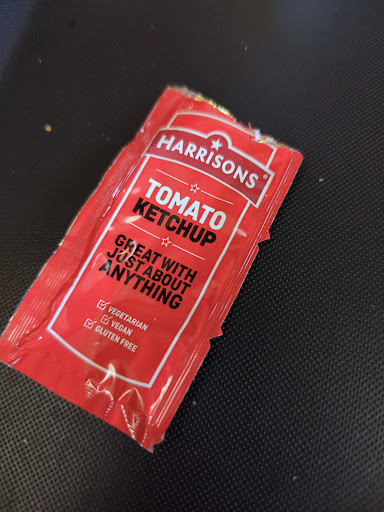 HARRISONS®
TOMATO
KETCHUP
GREAT WITH
JUST ABOUT
ANYTHING
VEGETARIAN
VEGAN
GLUTEN FREE